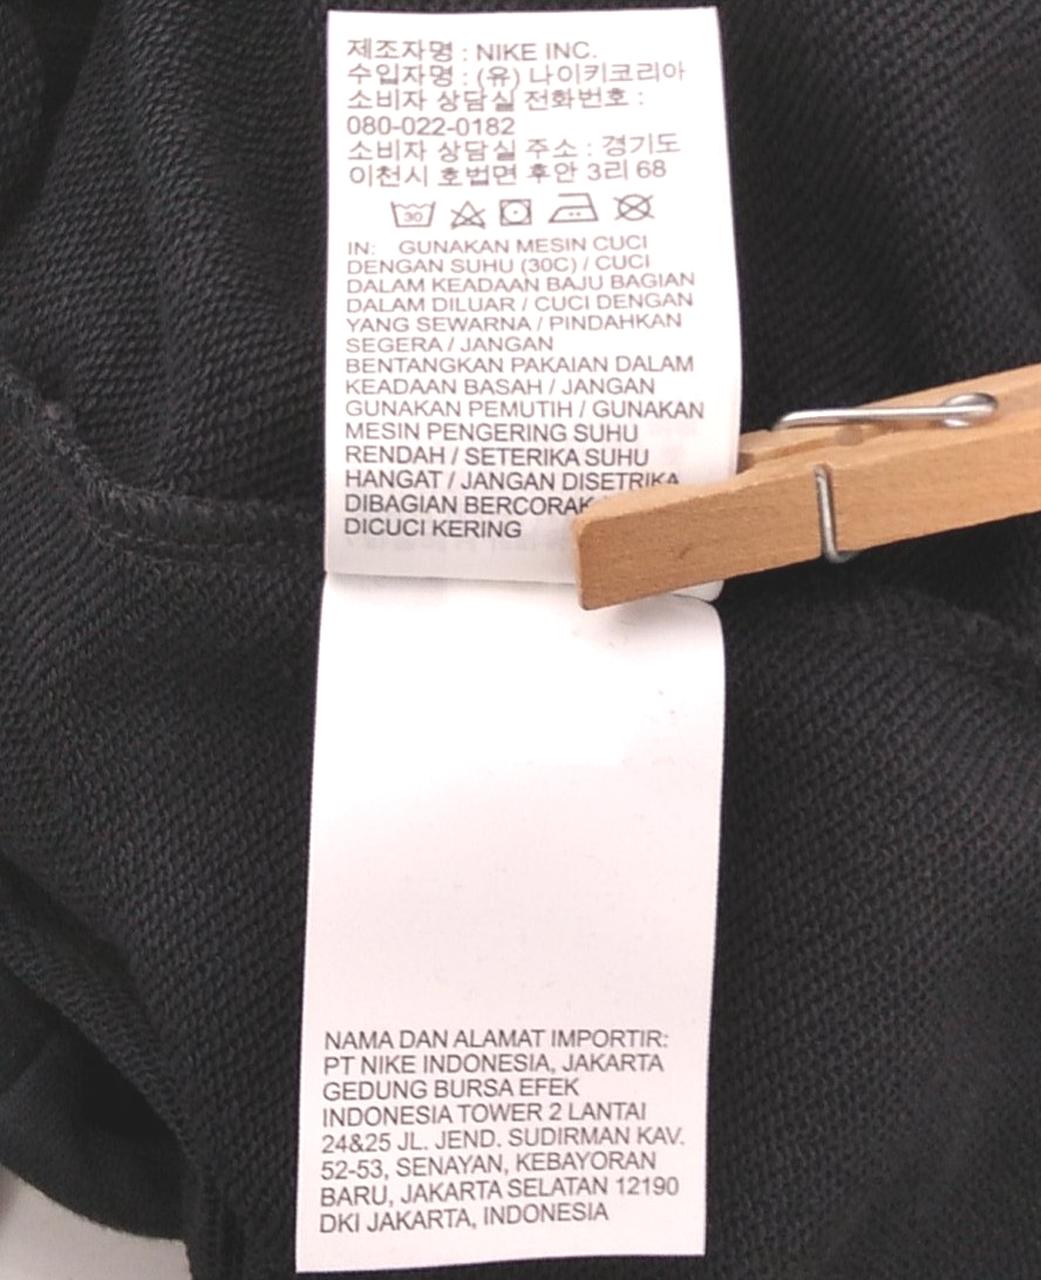 제조자명 : NIKE INC.
수입자명 : (유) 나이키코리아
소비자 상담실 전화번호 :
080-022-0182
소비자 상담실 주소 : 경기도
이천시 호법면 후안 3리 68
30
IN: GUNAKAN MESIN CUCI
DENGAN SUHU (30C) / CUCI
DALAM KEADAAN BAJU BAGIAN
DALAM DILUAR / CUCI DENGAN
YANG SEWARNA / PINDAHKAN
SEGERA / JANGAN
BENTANGKAN PAKAIAN DALAM
KEADAAN BASAH / JANGAN
GUNAKAN PEMUTIH / GUNAKAN
MESIN PENGERING SUHU
RENDAH / SETERIKA SUHU
HANGAT / JANGAN DISETRIKA
DIBAGIAN BERCORAK
DICUCI KERING
NAMA DAN ALAMAT IMPORTIR:
PT NIKE INDONESIA, JAKARTA
GEDUNG BURSA EFEK
INDONESIA TOWER 2 LANTAI
24&25 JL. JEND. SUDIRMAN KAV.
52-53, SENAYAN, KEBAYORAN
BARU, JAKARTA SELATAN 12190
DKI JAKARTA, INDONESIA